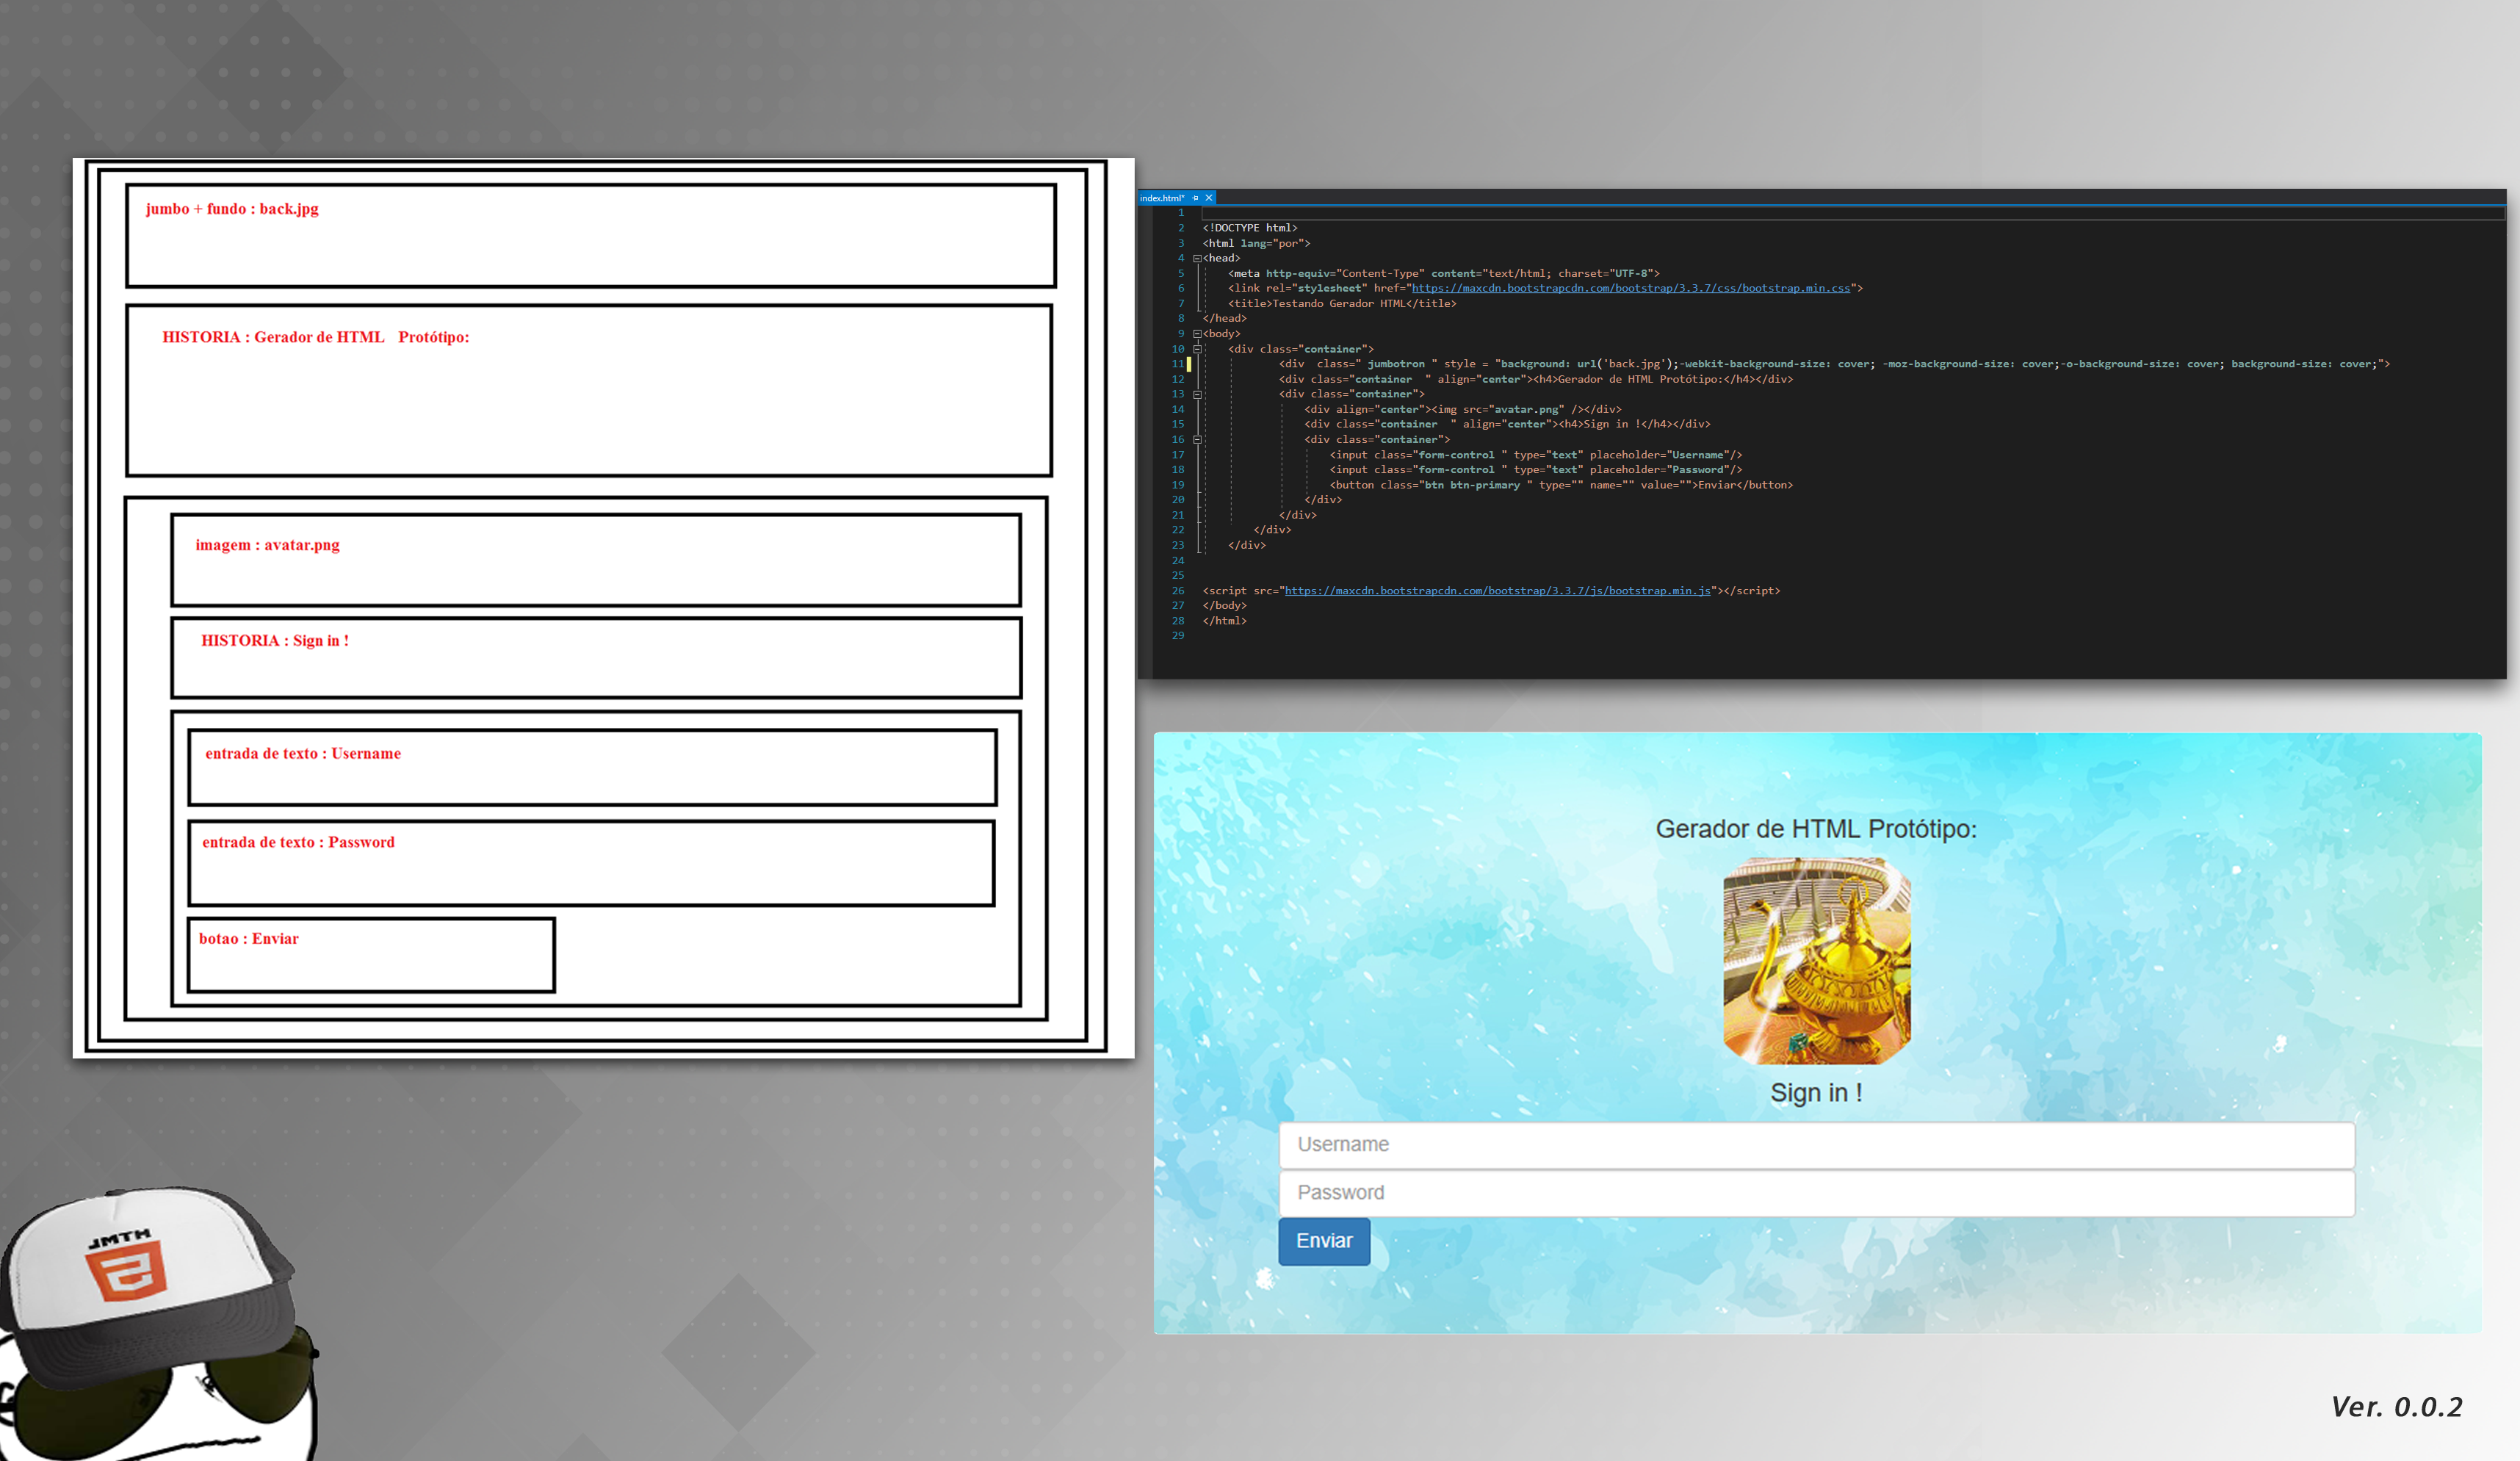 jumbo + fundo : back.jpg
HISTORIA : Gerador de HTML Protótipo:
imagem : avatar.png
HISTORIA : Sign in !
entrada de texto : Username
entrada de texto : Password
botao : Enviar
index.html*
1
2 <!DOCTYPE html>
3 <html lang="por">
4 <head>
5 <meta http-equiv="Content-Type" content="text/html; charset="UTF-8">
6 <link rel="stylesheet" href="https://maxcdn.bootstrapcdn.com/bootstrap/3.3.7/css/bootstrap.min.css">
7 <title>Testando Gerador HTML</title>
8 </head>
9 <body>
10 <div class="container">
11 <div  class=" jumbotron " style = "background: url('back.jpg');-webkit-background-size: cover; -moz-background-size: cover;-o-background-size: cover; background-size: cover;">
12 <div class="container  " align="center"><h4>Gerador de HTML Protótipo:</h4></div>
13 <div class="container">
14 <div align="center"><img src="avatar.png" /></div>
15 <div class="container  " align="center"><h4>Sign in !</h4></div>
16 <div class="container">
17 <input class="form-control " type="text" placeholder="Username"/>
18 <input class="form-control " type="text" placeholder="Password"/>
19 <button class="btn btn-primary " type="" name="" value="">Enviar</button>
20 </div>
21 </div>
22 </div>
23 </div>
24
25
26 <script src="https://maxcdn.bootstrapcdn.com/bootstrap/3.3.7/js/bootstrap.min.js"></script>
27 </body>
28 </html>
29
Gerador de HTML Protótipo:
Sign in !
Username
Password
Enviar
HTML
5
Ver. 0.0.2